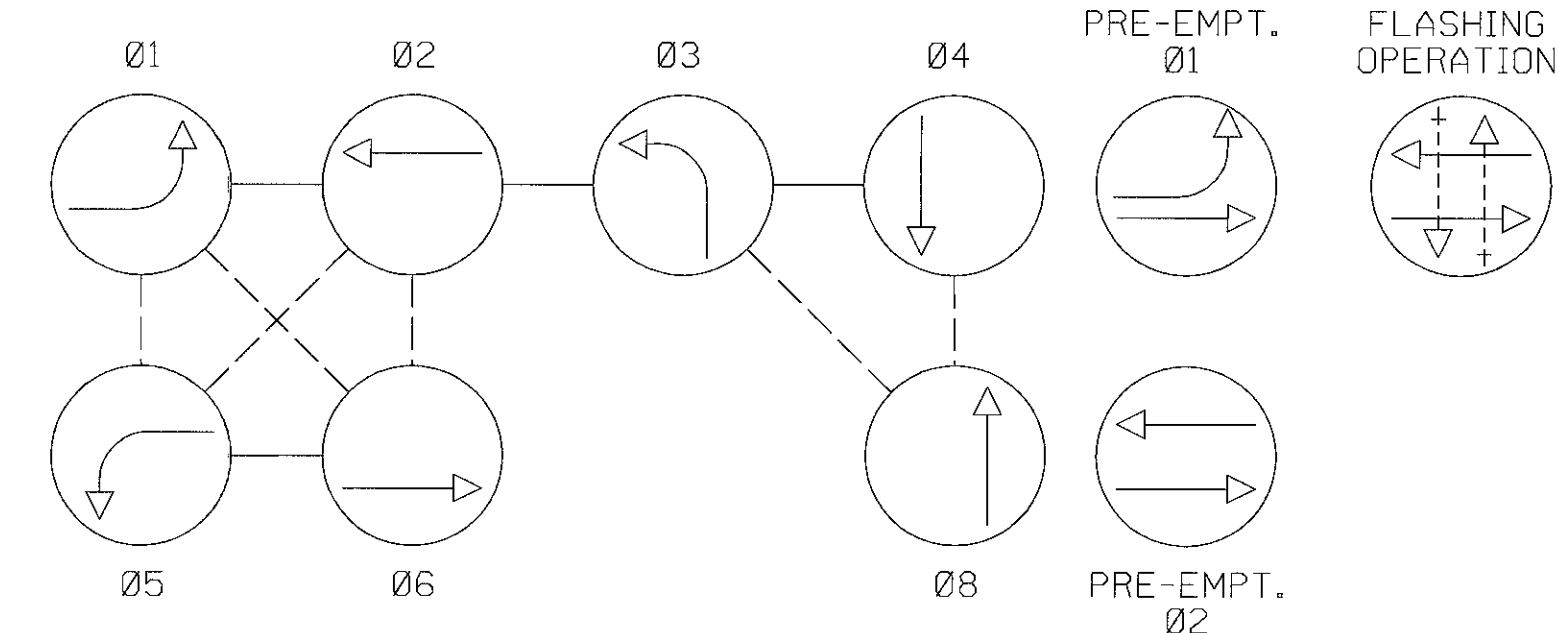 Ø1
Ø2
Ø3
Ø4
PRE-EMPT.
Ø1
FLASHING
OPERATION
Ø5
Ø6
Ø8
PRE-EMPT.
Ø2